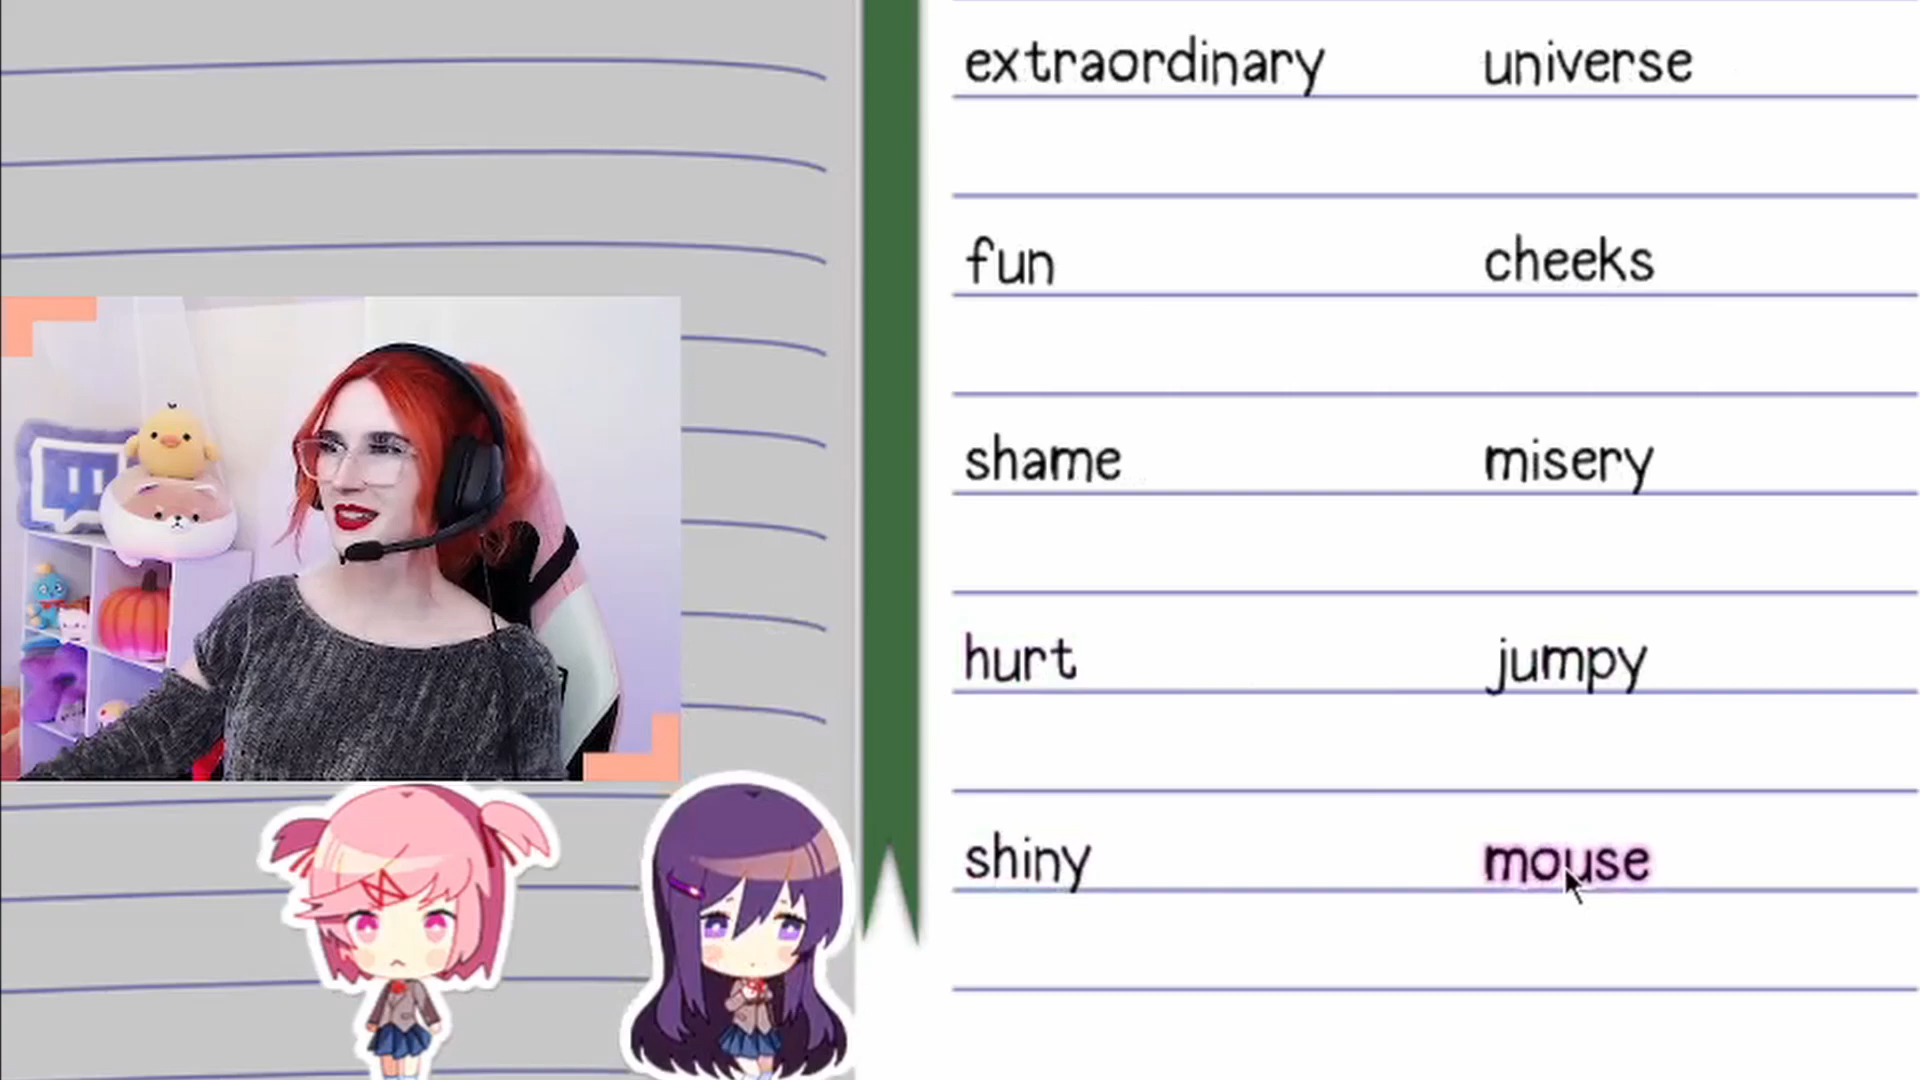 extraordinary universe
fun cheeks
shame misery
hurt jumpy
shiny mouse